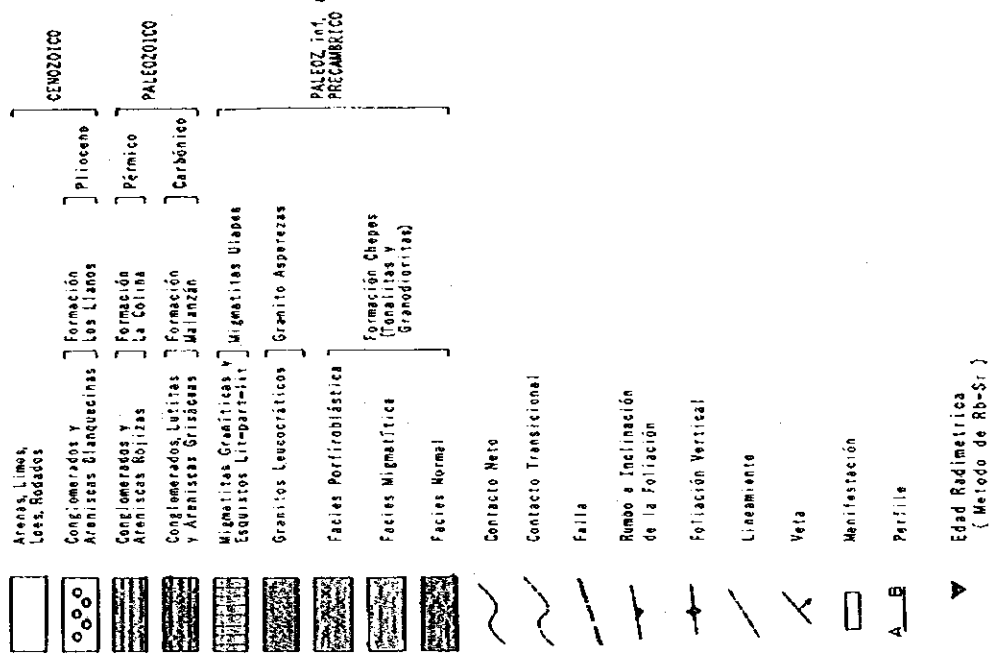 Arenas, Limos,
Loes, Rodados
CENOZOICO
Conglomerados y
Areniscas Blanquecinas
Formación
Los Llanos
Plioceno
Conglomerados y
Areniscas Rojizas
Formación
La Colina
Pérmico
PALEOZOICO
Conglomerados, Lutitas
y Areniscas Grisáceas
Formación
Malanzán
Carbónico
Migmatitas Graníticas y
Esquistos Lit-part-lit
Migmatitas Ulapes
PALEOZ. inf.
PRECAMBRICO
Granitos Leucocráticos
Granito Asperezas
Facies Porfiroblástica
Facies Migmatítica
Facies Normal
Formación Chepes
(Tonalitas y
Granodioritas)
Contacto Neto
Contacto Transicional
Falla
Rumbo e Inclinación
de la Foliación
Foliación Vertical
Lineamiento
Veta
Manifestación
A B
Perfile
Edad Radimetrica
( Metodo de Rb-Sr )